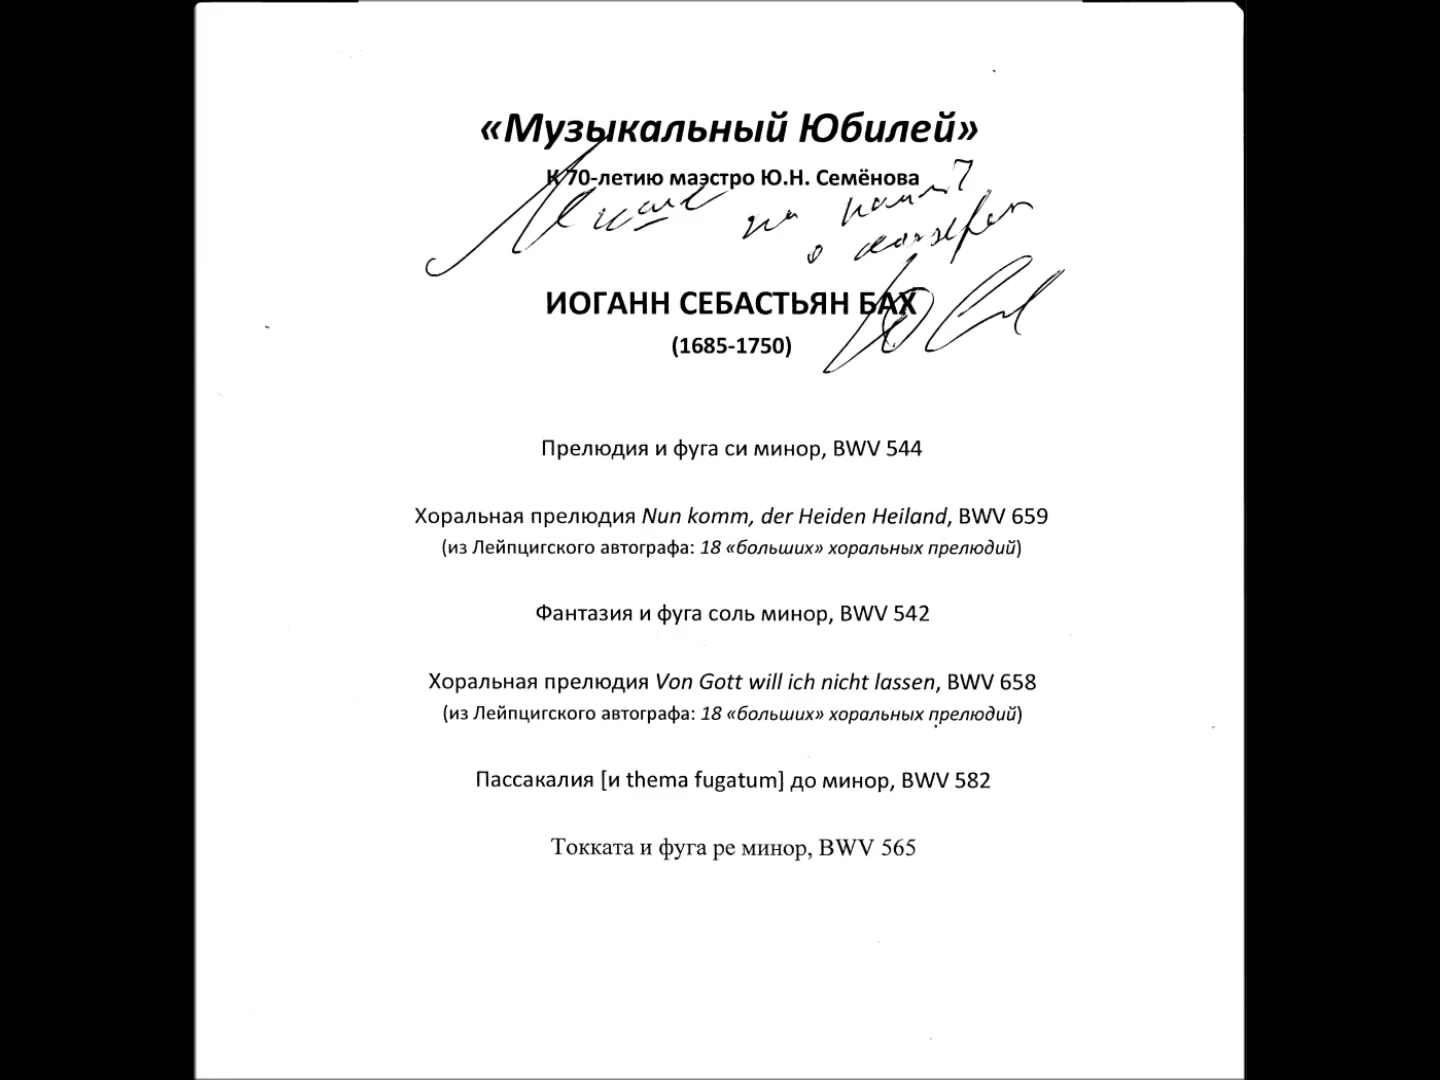 «Музыкальный Юбилей»
К 70-летию маэстро Ю.Н. Семёнова
на память
о концерте
ИОГАНН СЕБАСТЬЯН БАХ
(1685-1750)
Прелюдия и фуга си минор, BWV 544
Хоральная прелюдия Nun komm, der Heiden Heiland, BWV 659
(из Лейпцигского автографа: 18 «больших» хоральных прелюдий)
Фантазия и фуга соль минор, BWV 542
Хоральная прелюдия Von Gott will ich nicht lassen, BWV 658
(из Лейпцигского автографа: 18 «больших» хоральных прелюдий)
Пассакалия [и thema fugatum] до минор, BWV 582
Токката и фуга ре минор, BWV 565